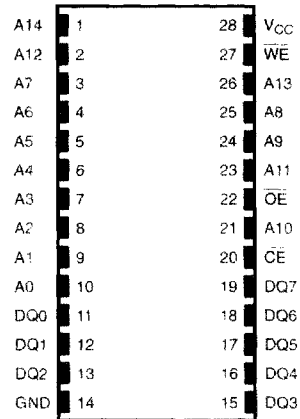 A14 1 28 VCC
A12 2 27 WE
A7 3 26 A13
A6 4 25 A8
A5 5 24 A9
A4 6 23 A11
A3 7 22 OE
A2 8 21 A10
A1 9 20 CE
A0 10 19 DQ7
DQ0 11 18 DQ6
DQ1 12 17 DQ5
DQ2 13 16 DQ4
GND 14 15 DQ3